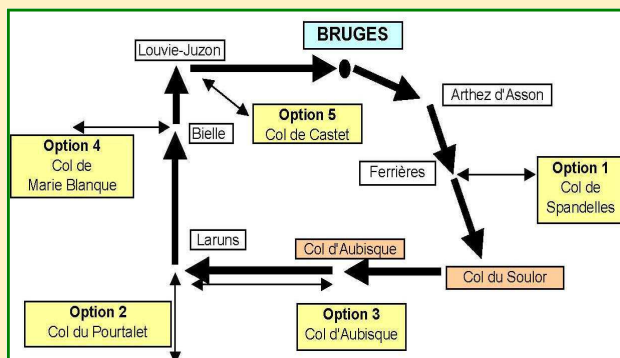 BRUGES
Louvie-Juzon
Arthez d'Asson
Option 5
Col de Castet
Option 4
Col de
Marie Blanque
Bielle
Ferrières
Option 1
Col de
Spandelles
Laruns
Col d'Aubisque
Col du Soulor
Option 2
Col du Pourtalet
Option 3
Col d'Aubisque